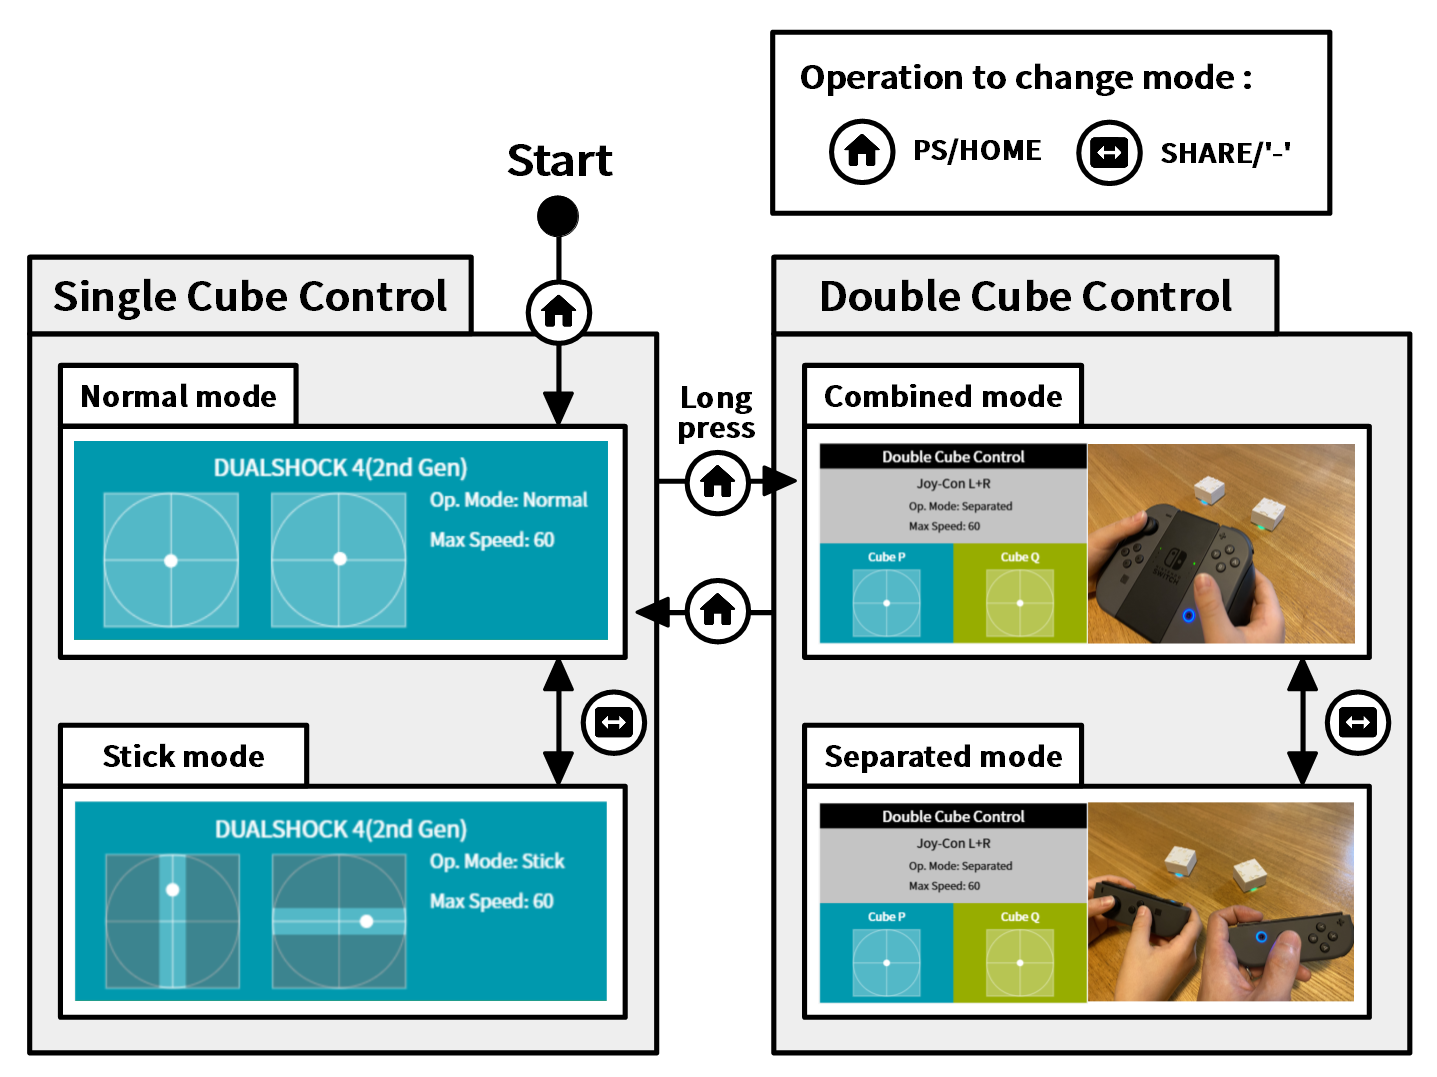 Operation to change mode :
PS/HOME
SHARE/'-'
Start
Single Cube Control
Normal mode
DUALSHOCK 4(2nd Gen)
Op. Mode: Normal
Max Speed: 60
Stick mode
DUALSHOCK 4(2nd Gen)
Op. Mode: Stick
Max Speed: 60
Long
press
Double Cube Control
Combined mode
Double Cube Control
Joy-Con L+R
Op. Mode: Separated
Max Speed: 60
Cube P
Cube Q
SWITCH
Separated mode
Double Cube Control
Joy-Con L+R
Op. Mode: Separated
Max Speed: 60
Cube P
Cube Q